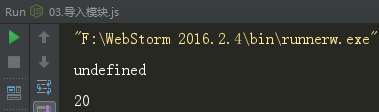 Run 03.导入模块.js
"F:\WebStorm 2016.2.4\bin\runnerw.exe"
undefined
20